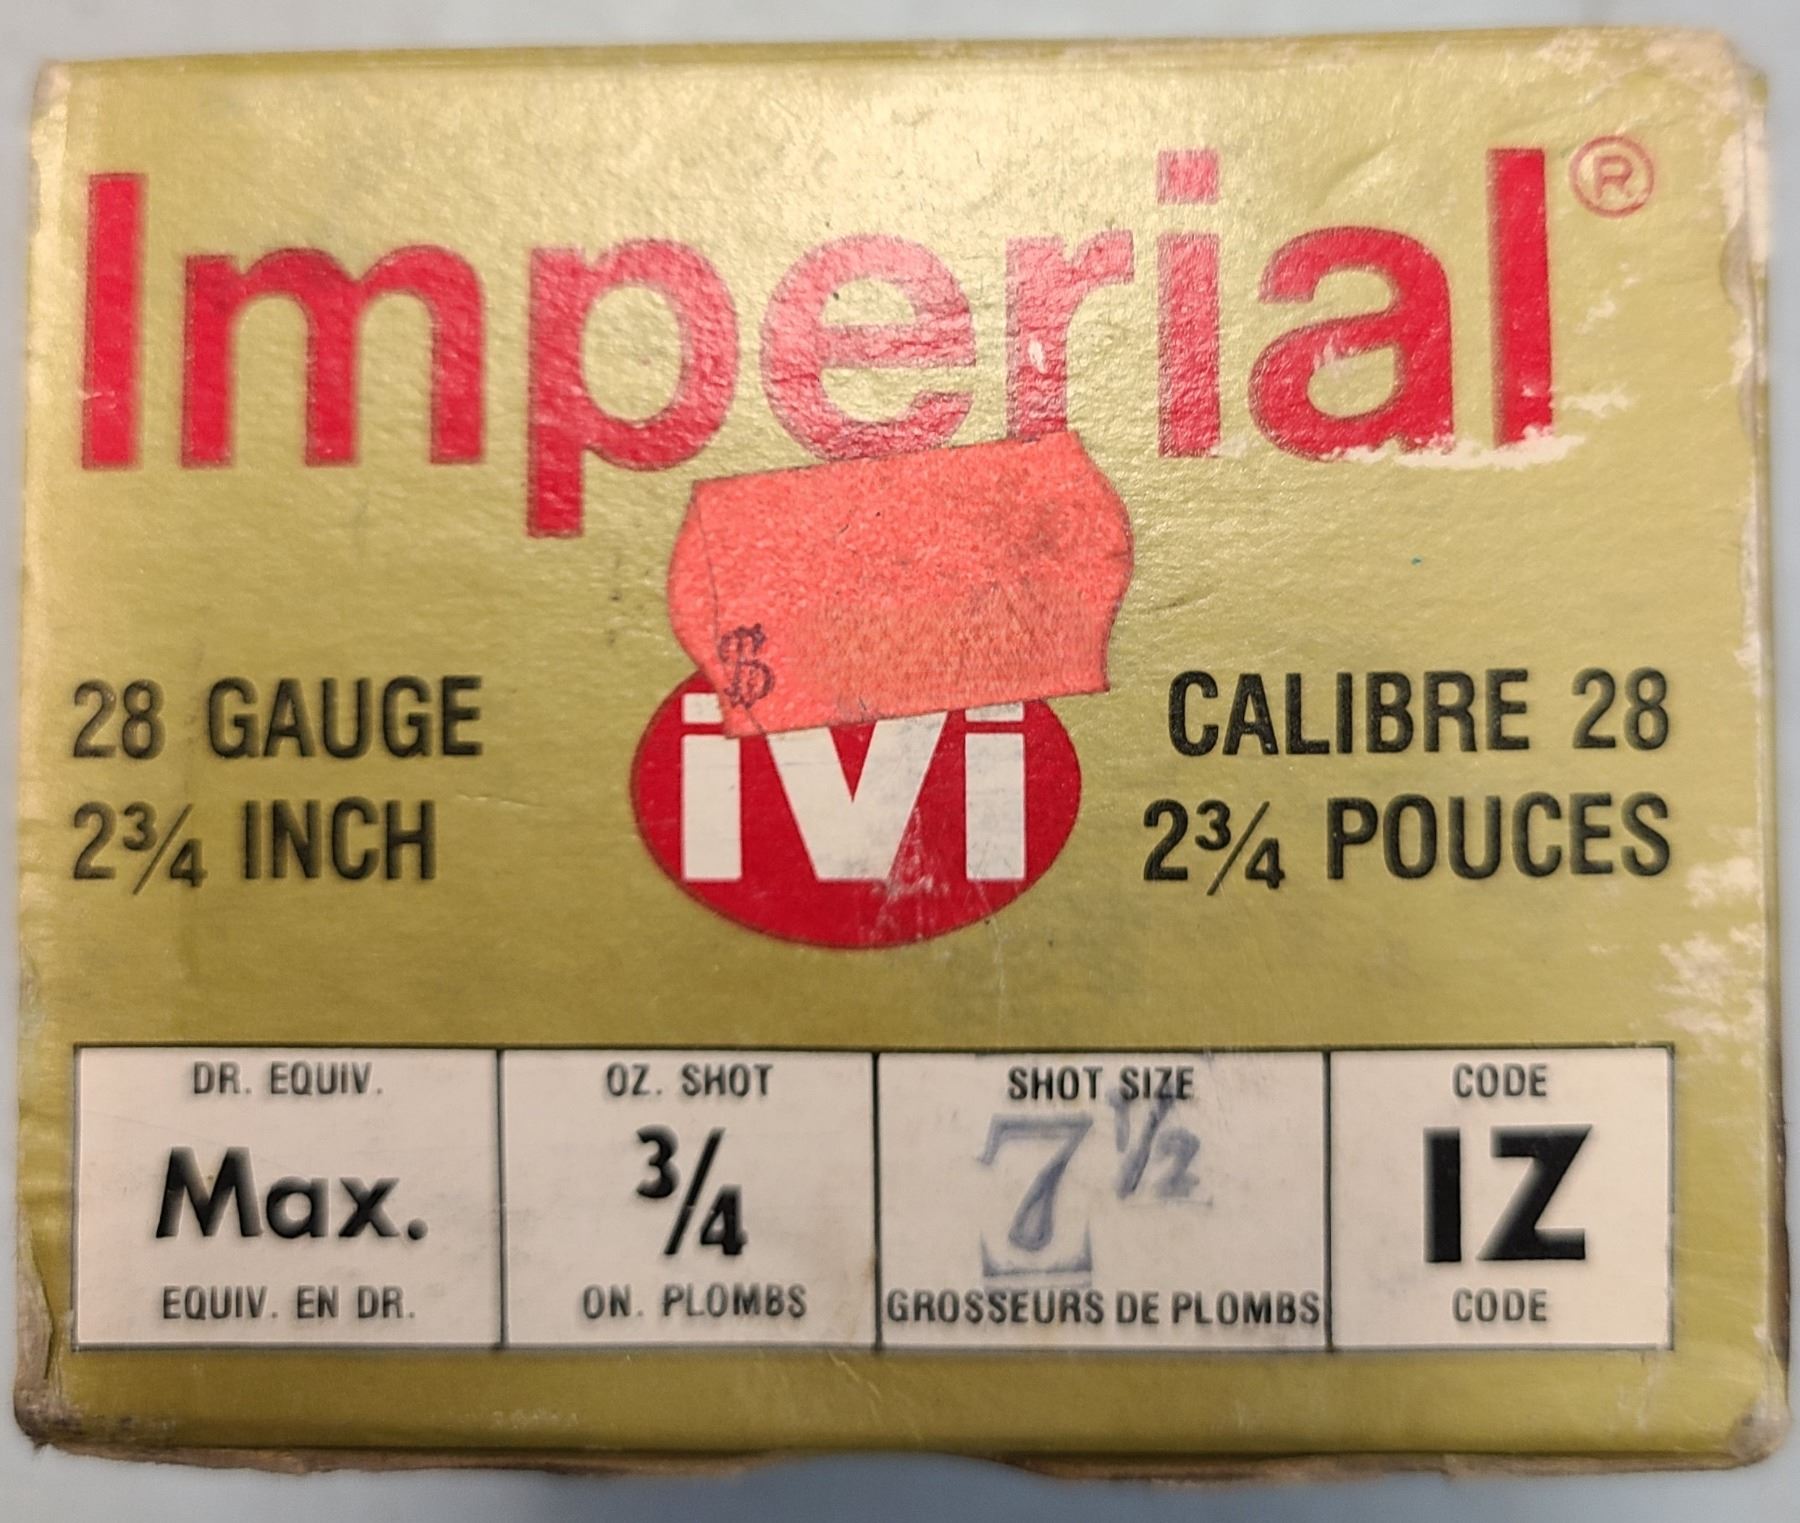 Imperial®
$
iVi
28 GAUGE
2¾ INCH
CALIBRE 28
2¾ POUCES
DR. EQUIV.
Max.
EQUIV. EN DR.
OZ. SHOT
¾
ON. PLOMBS
SHOT SIZE
7½
GROSSEURS DE PLOMBS
CODE
IZ
CODE